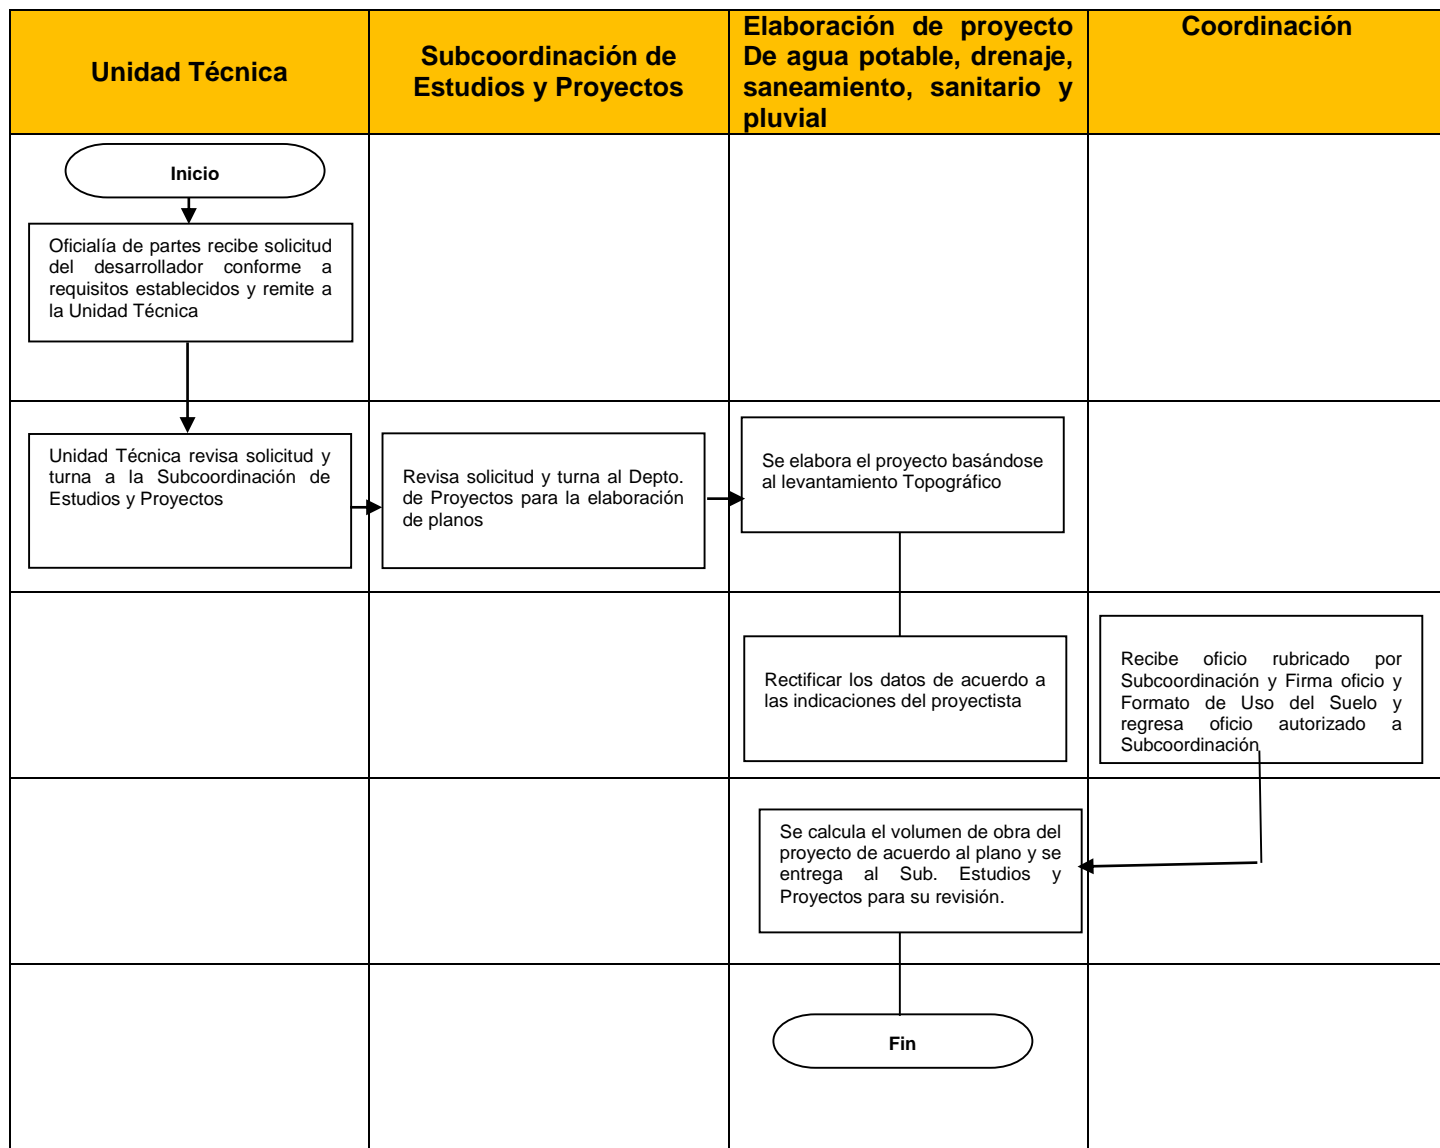 Unidad Técnica
Subcoordinación de
Estudios y Proyectos
Elaboración de proyecto
De agua potable, drenaje,
saneamiento, sanitario y
pluvial
Coordinación
Inicio
Oficialía de partes recibe solicitud
del desarrollador conforme a
requisitos establecidos y remite a
la Unidad Técnica
Unidad Técnica revisa solicitud y
turna a la Subcoordinación de
Estudios y Proyectos
Revisa solicitud y turna al Depto.
de Proyectos para la elaboración
de planos
Se elabora el proyecto basándose
al levantamiento Topográfico
Rectificar los datos de acuerdo a
las indicaciones del proyectista
Recibe oficio rubricado por
Subcoordinación y Firma oficio y
Formato de Uso del Suelo y
regresa oficio autorizado a
Subcoordinación
Se calcula el volumen de obra del
proyecto de acuerdo al plano y se
entrega al Sub. Estudios y
Proyectos para su revisión.
Fin